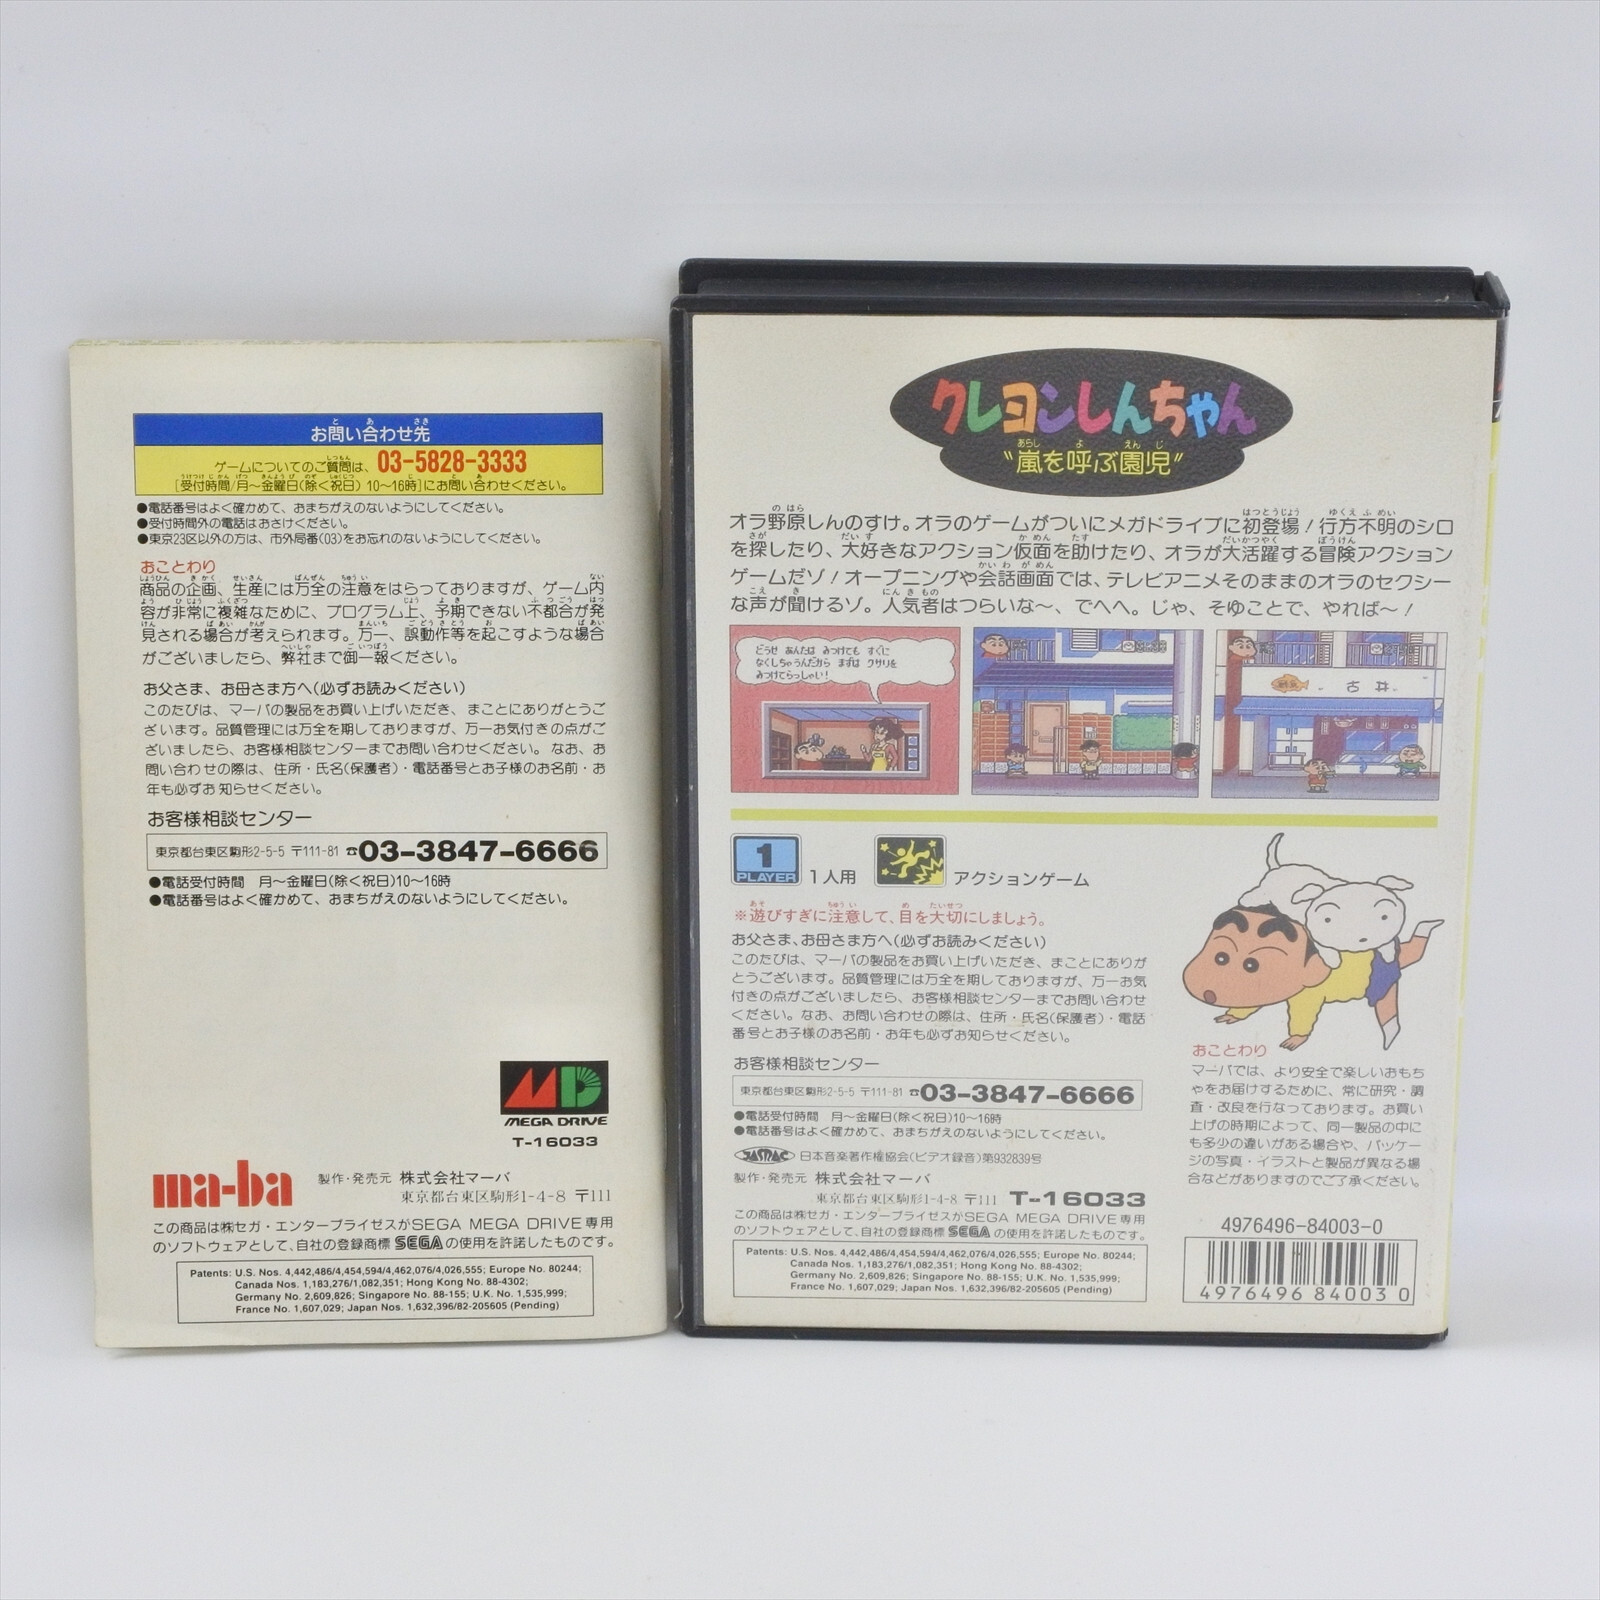 お問い合わせ先
ゲームについてのご質問は、03-5828-3333
[受付時間/月〜金曜日(除く祝日) 10〜16時]にお問い合わせください。
●電話番号はよく確かめて、おまちがえのないようにしてください。
●受付時間外の電話はおさけください。
●東京23区以外の方は、市外局番(03)をお忘れのないようにしてください。
おことわり
商品の企画、生産には万全の注意をはらっておりますが、ゲーム内
容が非常に複雑なために、プログラム上、予期できない不都合が発
見される場合が考えられます。万一、誤動作等を起こすような場合
がございましたら、弊社まで御一報ください。
お父さま、お母さま方へ(必ずお読みください)
このたびは、マーバの製品をお買い上げいただき、まことにありがとうご
ざいます。品質管理には万全を期しておりますが、万一お気付きの点がご
ざいましたら、お客様相談センターまでお問い合わせください。なお、お
問い合わせの際は、住所・氏名(保護者)・電話番号とお子様のお名前・お
年も必ずお知らせください。
お客様相談センター
東京都台東区駒形2-5-5 〒111-81 ☎03-3847-6666
●電話受付時間 月〜金曜日(除く祝日)10〜16時
●電話番号はよく確かめて、おまちがえのないようにしてください。
MD
MEGA DRIVE
T-16033
ma-ba 製作・発売元 株式会社マーバ
東京都台東区駒形1-4-8 〒111
この商品は㈱セガ・エンタープライゼスがSEGA MEGA DRIVE専用
のソフトウェアとして、自社の登録商標 SEGA の使用を許諾したものです。
Patents: U.S. Nos. 4,442,486/4,454,594/4,462,076/4,026,555; Europe No. 80244;
Canada Nos. 1,183,276/1,082,351; Hong Kong No. 88-4302;
Germany No. 2,609,826; Singapore No. 88-155; U.K. No. 1,535,999;
France No. 1,607,029; Japan Nos. 1,632,396/82-205605 (Pending)
クレヨンしんちゃん
"嵐を呼ぶ園児"
オラ野原しんのすけ。オラのゲームがついにメガドライブに初登場!行方不明のシロ
を探したり、大好きなアクション仮面を助けたり、オラが大活躍する冒険アクション
ゲームだゾ!オープニングや会話画面では、テレビアニメそのままのオラのセクシー
な声が聞けるゾ。人気者はつらいな〜、でへへ。じゃ、そゆことで、やれば〜!
どうせ あんたは みつけても すぐに
なくしちゃうんだから まずは クサリを
みつけてらっしゃい!
古井
1
PLAYER 1人用 アクションゲーム
※遊びすぎに注意して、目を大切にしましょう。
お父さま、お母さま方へ(必ずお読みください)
このたびは、マーバの製品をお買い上げいただき、まことにありが
とうございます。品質管理には万全を期しておりますが、万一お気
付きの点がございましたら、お客様相談センターまでお問い合わせ
ください。なお、お問い合わせの際は、住所・氏名(保護者)・電話
番号とお子様のお名前・お年も必ずお知らせください。
お客様相談センター
東京都台東区駒形2-5-5 〒111-81 ☎03-3847-6666
●電話受付時間 月〜金曜日(除く祝日)10〜16時
●電話番号はよく確かめて、おまちがえのないようにしてください。
JASRAC 日本音楽著作権協会(ビデオ録音)第932839号
製作・発売元 株式会社マーバ
東京都台東区駒形1-4-8 〒111 T-16033
この商品は㈱セガ・エンタープライゼスがSEGA MEGA DRIVE専用
のソフトウェアとして、自社の登録商標 SEGA の使用を許諾したものです。
Patents: U.S. Nos. 4,442,486/4,454,594/4,462,076/4,026,555; Europe No. 80244;
Canada Nos. 1,183,276/1,082,351; Hong Kong No. 88-4302;
Germany No. 2,609,826; Singapore No. 88-155; U.K. No. 1,535,999;
France No. 1,607,029; Japan Nos. 1,632,396/82-205605 (Pending)
おことわり
マーバでは、より安全で楽しいおもち
ゃをお届けするために、常に研究・調
査・改良を行なっております。お買い
上げの時期によって、同一製品の中に
も多少の違いがある場合や、パッケー
ジの写真・イラストと製品が異なる場
合などがありますのでご了承ください。
4976496-84003-0
4976496840030